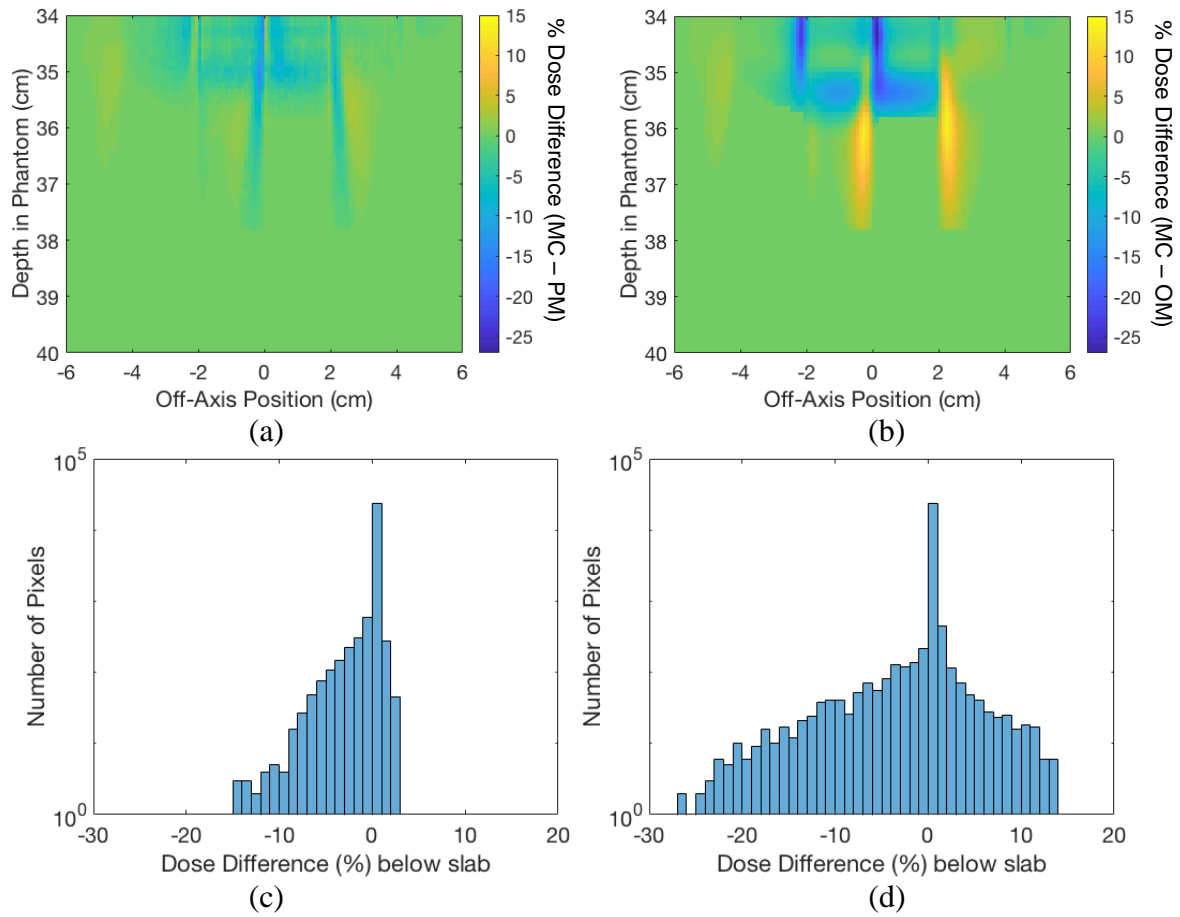 34
35
36
37
38
39
40
-6 -4 -2 0 2 4 6
Depth in Phantom (cm)
Off-Axis Position (cm)
15
10
5
0
-5
-10
-15
-20
-25
% Dose Difference (MC – PM)
(a)
34
35
36
37
38
39
40
-6 -4 -2 0 2 4 6
Depth in Phantom (cm)
Off-Axis Position (cm)
15
10
5
0
-5
-10
-15
-20
-25
% Dose Difference (MC – OM)
(b)
10^5
10^0
-30 -20 -10 0 10 20
Number of Pixels
Dose Difference (%) below slab
(c)
10^5
10^0
-30 -20 -10 0 10 20
Number of Pixels
Dose Difference (%) below slab
(d)